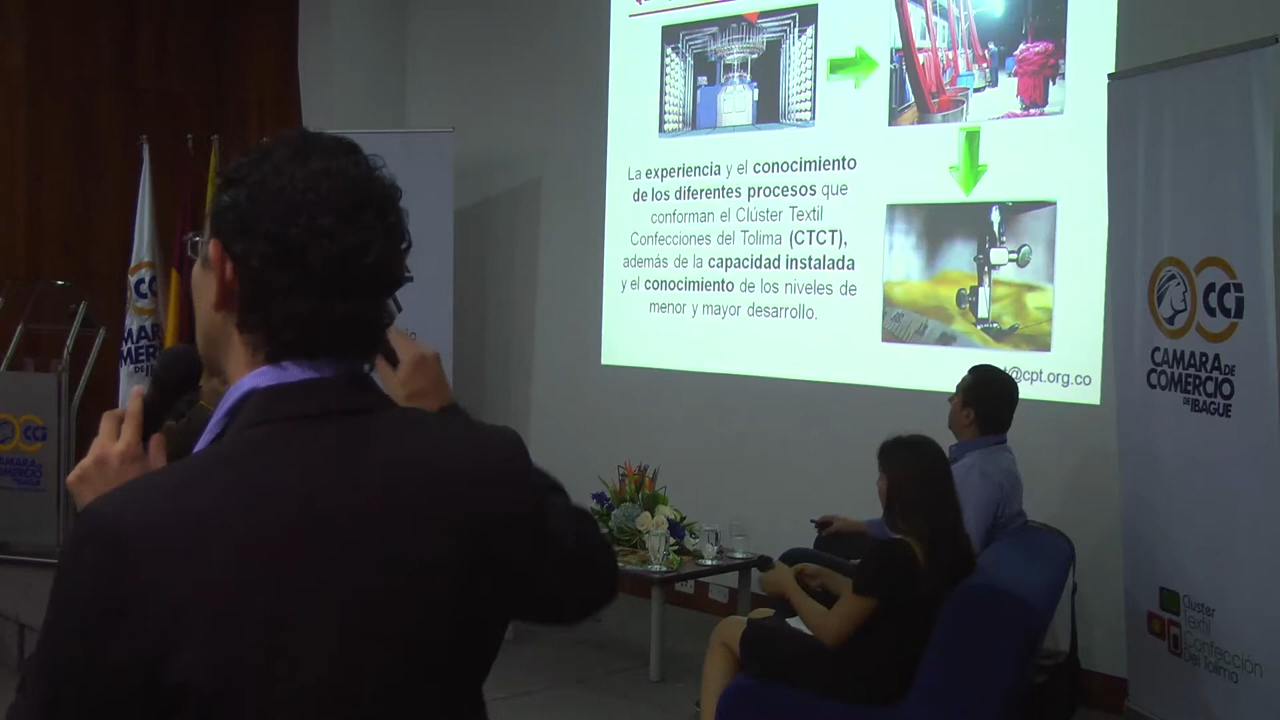 La experiencia y el conocimiento
de los diferentes procesos que
conforman el Clúster Textil
Confecciones del Tolima (CTCT),
además de la capacidad instalada
y el conocimiento de los niveles de
menor y mayor desarrollo.
@cpt.org.co
CCI
CAMARA DE
COMERCIO
DE IBAGUE
Cluster
Textil
Confección
Del Tolima
CCI